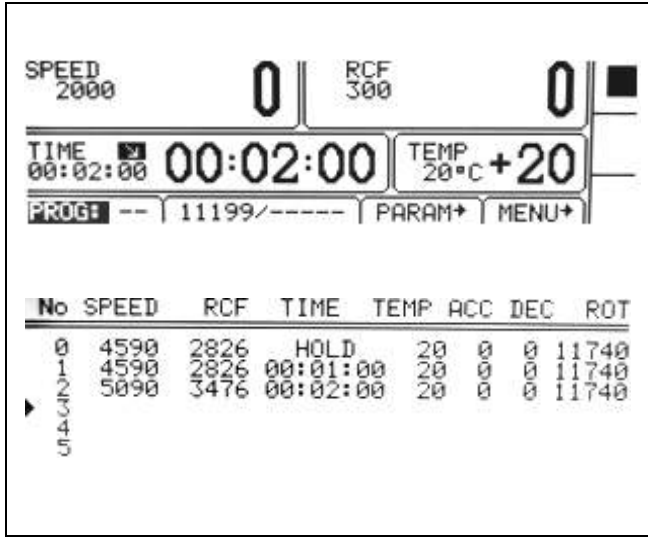 SPEED 2000 0 RCF 300 0
TIME 00:02:00 00:02:00 TEMP 20°C +20
PROG: -- 11199/----- PARAM→ MENU→
No SPEED RCF TIME TEMP ACC DEC ROT
0 4590 2826 HOLD 20 0 0 11740
1 4590 2826 00:01:00 20 0 0 11740
2 5090 3476 00:02:00 20 0 0 11740
3
4
5